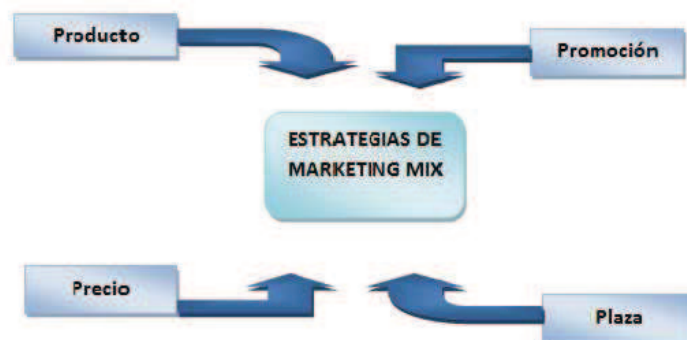 Producto
Promoción
ESTRATEGIAS DE
MARKETING MIX
Precio
Plaza